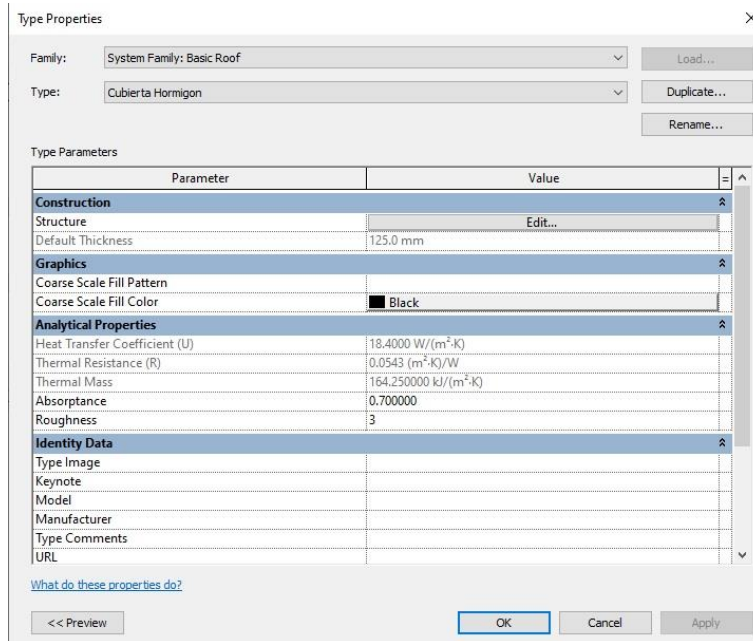 Type Properties
Family: System Family: Basic Roof Load...
Type: Cubierta Hormigon Duplicate...
Rename...
Type Parameters
Parameter Value =
Construction
Structure Edit...
Default Thickness 125.0 mm
Graphics
Coarse Scale Fill Pattern
Coarse Scale Fill Color Black
Analytical Properties
Heat Transfer Coefficient (U) 18.4000 W/(m²·K)
Thermal Resistance (R) 0.0543 (m²·K)/W
Thermal Mass 164.250000 kJ/(m²·K)
Absorptance 0.700000
Roughness 3
Identity Data
Type Image
Keynote
Model
Manufacturer
Type Comments
URL
What do these properties do?
<< Preview OK Cancel Apply